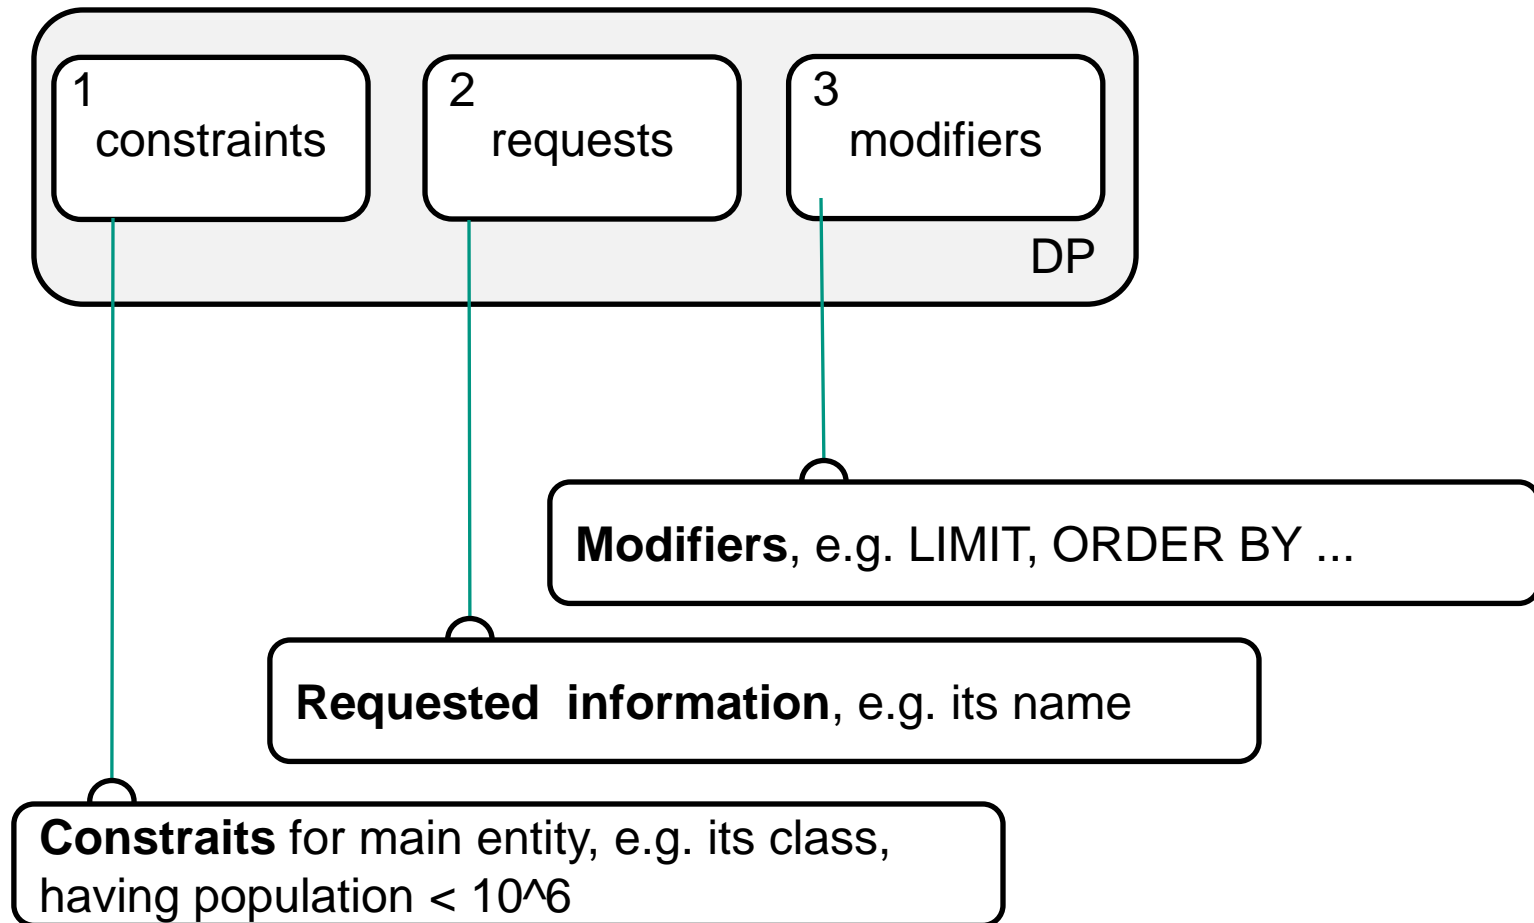 1
constraints
2
requests
3
modifiers
DP
Modifiers, e.g. LIMIT, ORDER BY ...
Requested  information, e.g. its name
Constraits for main entity, e.g. its class,
having population < 10^6